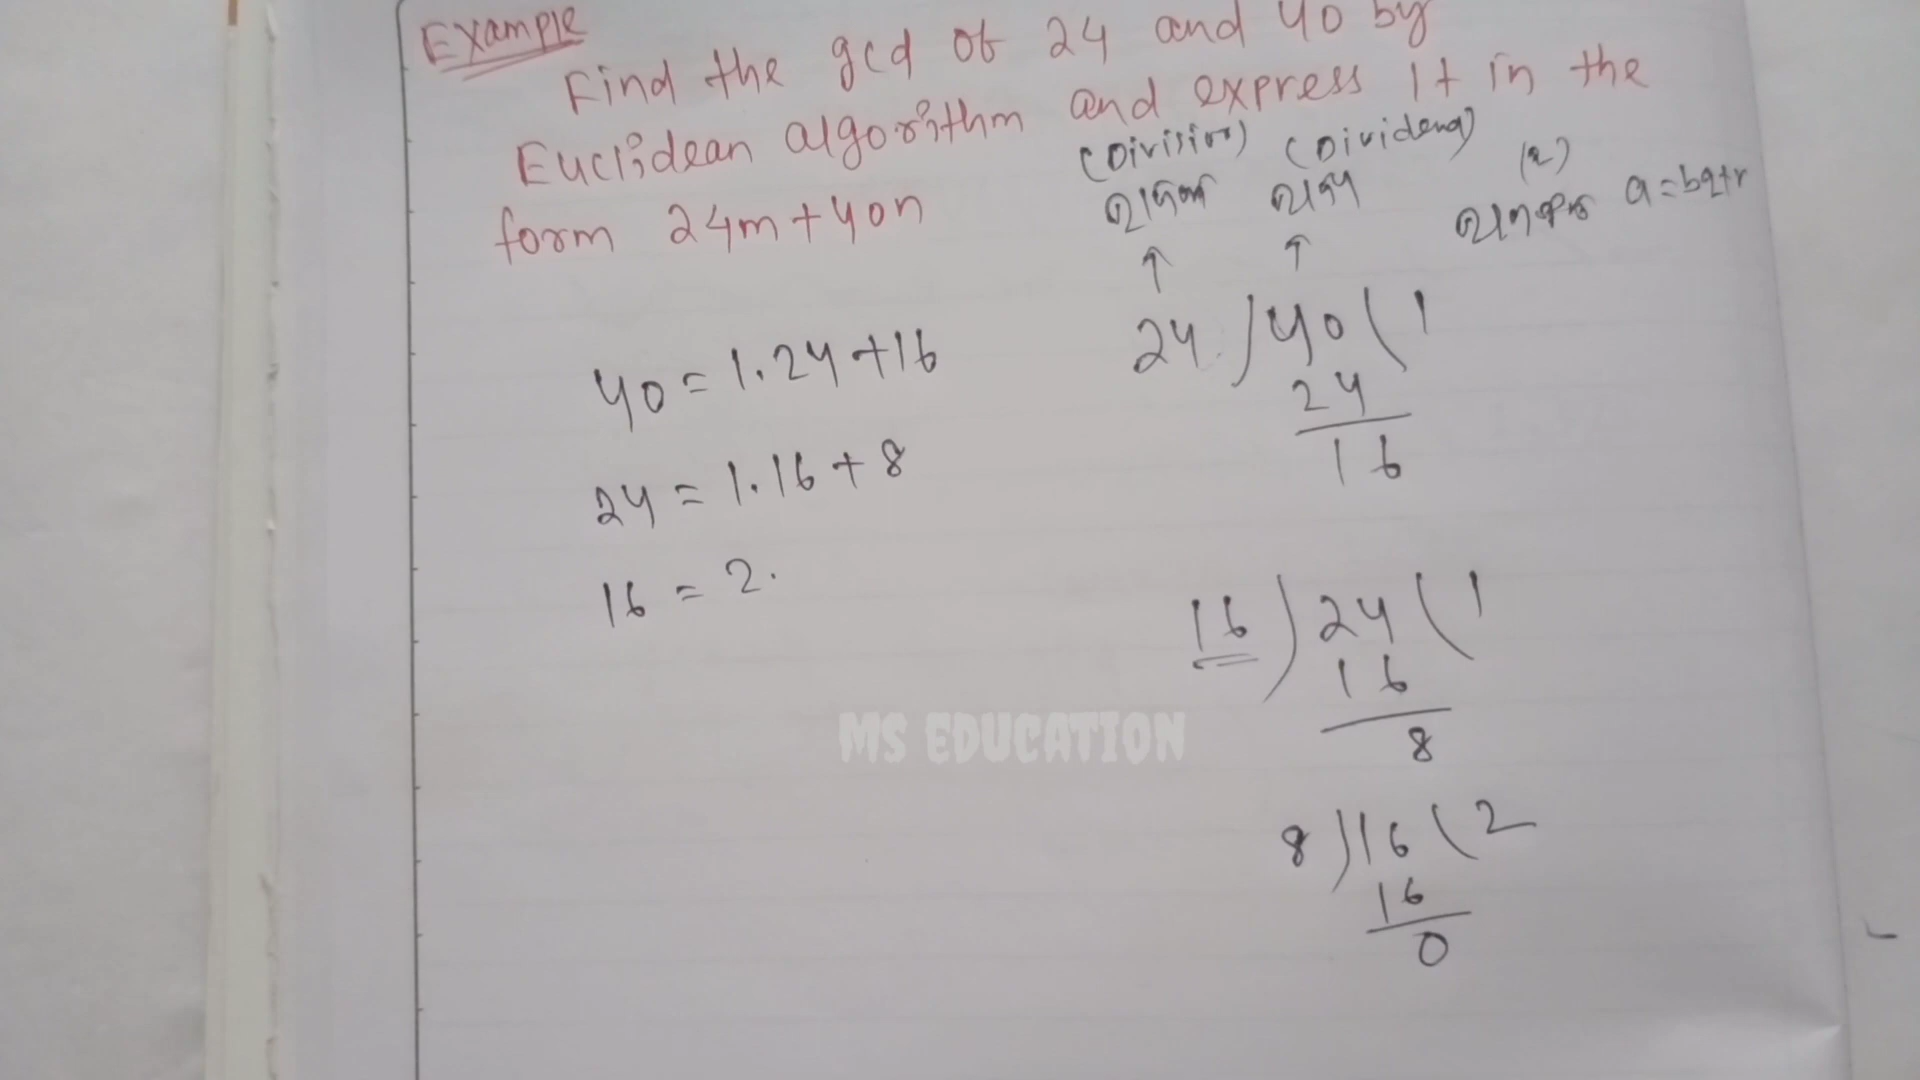 Example
Find the gcd of 24 and 40 by
Euclidean algorithm and express It in the
form 24m+40n
(Division) (Dividend)
(r)
a=bq+r
↑ ↑
40 = 1.24+16
24 ) 40 ( 1
24
16
24 = 1.16+8
16 = 2.
16 ) 24 ( 1
16
8
8 ) 16 ( 2
16
0
MS EDUCATION